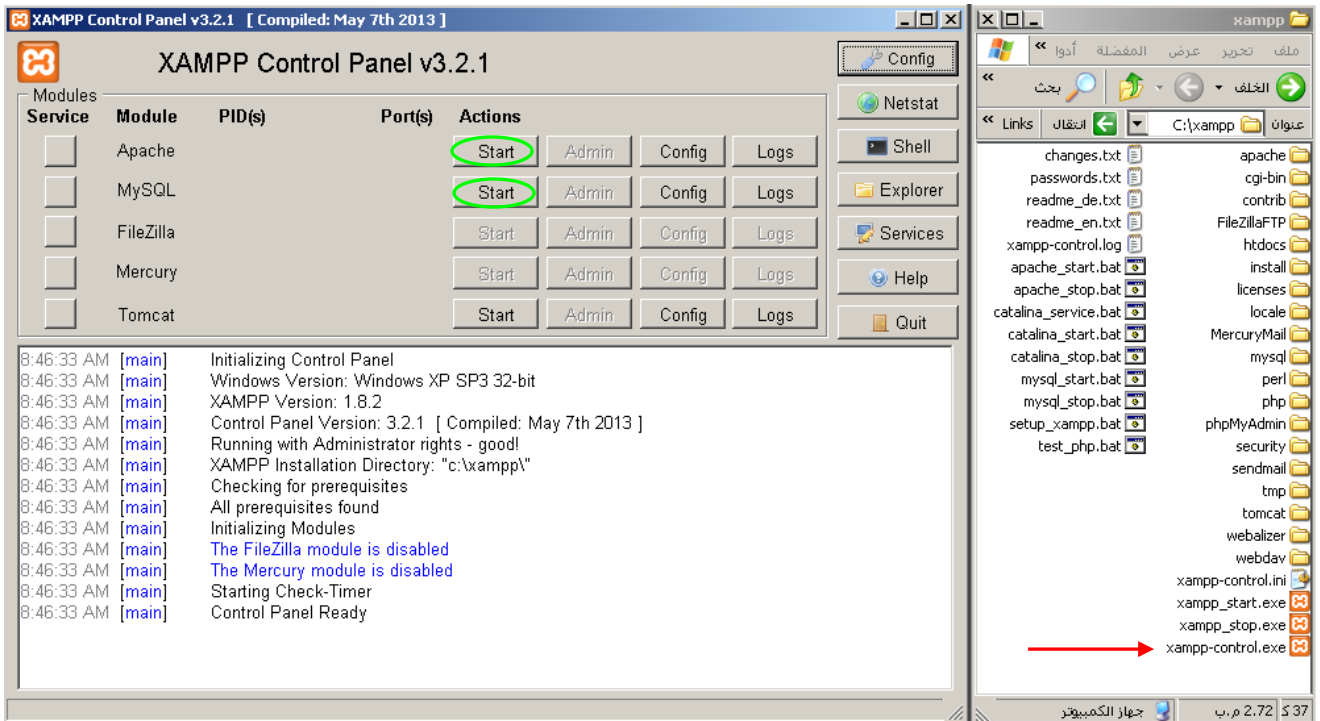 XAMPP Control Panel v3.2.1 [ Compiled: May 7th 2013 ]
XAMPP Control Panel v3.2.1
Config
Modules
Service Module PID(s) Port(s) Actions
Apache Start Admin Config Logs
MySQL Start Admin Config Logs
FileZilla Start Admin Config Logs
Mercury Start Admin Config Logs
Tomcat Start Admin Config Logs
Netstat
Shell
Explorer
Services
Help
Quit
8:46:33 AM [main] Initializing Control Panel
8:46:33 AM [main] Windows Version: Windows XP SP3 32-bit
8:46:33 AM [main] XAMPP Version: 1.8.2
8:46:33 AM [main] Control Panel Version: 3.2.1 [ Compiled: May 7th 2013 ]
8:46:33 AM [main] Running with Administrator rights - good!
8:46:33 AM [main] XAMPP Installation Directory: "c:\xampp\"
8:46:33 AM [main] Checking for prerequisites
8:46:33 AM [main] All prerequisites found
8:46:33 AM [main] Initializing Modules
8:46:33 AM [main] The FileZilla module is disabled
8:46:33 AM [main] The Mercury module is disabled
8:46:33 AM [main] Starting Check-Timer
8:46:33 AM [main] Control Panel Ready
xampp
ملف تحرير عرض المفضلة أدوا »
الخلف بحث »
عنوان C:\xampp انتقال Links »
apache
cgi-bin
contrib
FileZillaFTP
htdocs
install
licenses
locale
MercuryMail
mysql
perl
php
phpMyAdmin
security
sendmail
tmp
tomcat
webalizer
webdav
xampp-control.ini
xampp_start.exe
xampp_stop.exe
xampp-control.exe
changes.txt
passwords.txt
readme_de.txt
readme_en.txt
xampp-control.log
apache_start.bat
apache_stop.bat
catalina_service.bat
catalina_start.bat
catalina_stop.bat
mysql_start.bat
mysql_stop.bat
setup_xampp.bat
test_php.bat
37 ك 2.72 م.ب جهاز الكمبيوتر